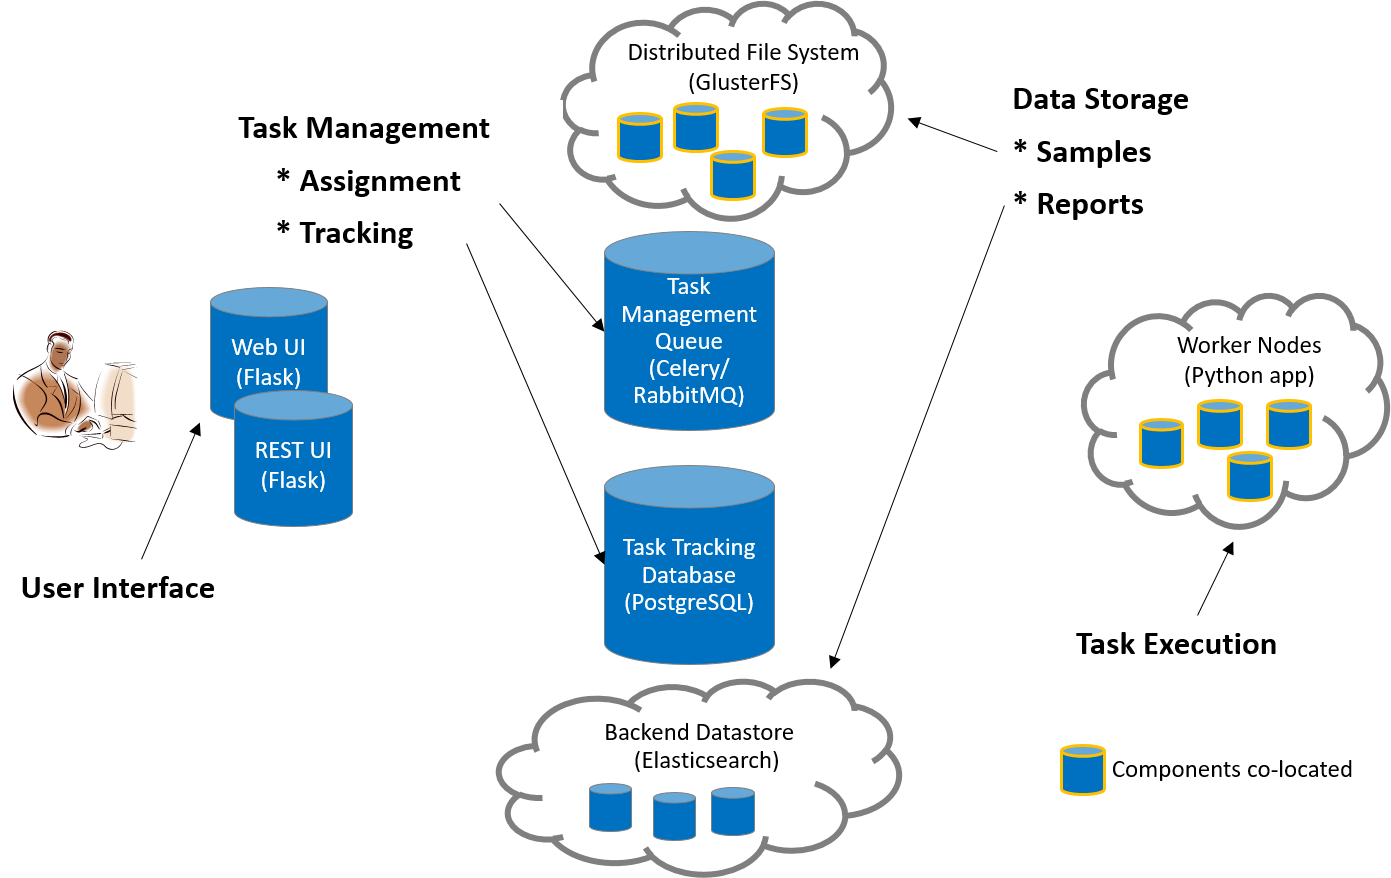 Distributed File System
(GlusterFS)
Data Storage
* Samples
* Reports
Task Management
* Assignment
* Tracking
Task
Management
Queue
(Celery/
RabbitMQ)
Web UI
(Flask)
REST UI
(Flask)
Worker Nodes
(Python app)
Task Tracking
Database
(PostgreSQL)
User Interface
Task Execution
Backend Datastore
(Elasticsearch)
Components co-located